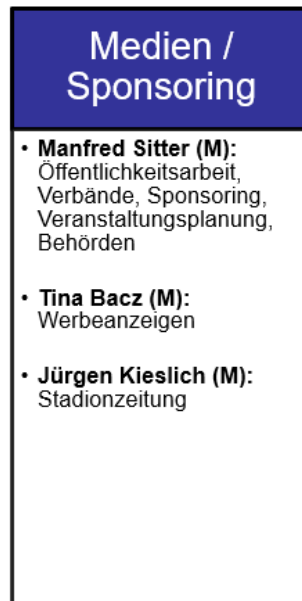 Medien /
Sponsoring
• Manfred Sitter (M):
Öffentlichkeitsarbeit,
Verbände, Sponsoring,
Veranstaltungsplanung,
Behörden
• Tina Bacz (M):
Werbeanzeigen
• Jürgen Kieslich (M):
Stadionzeitung